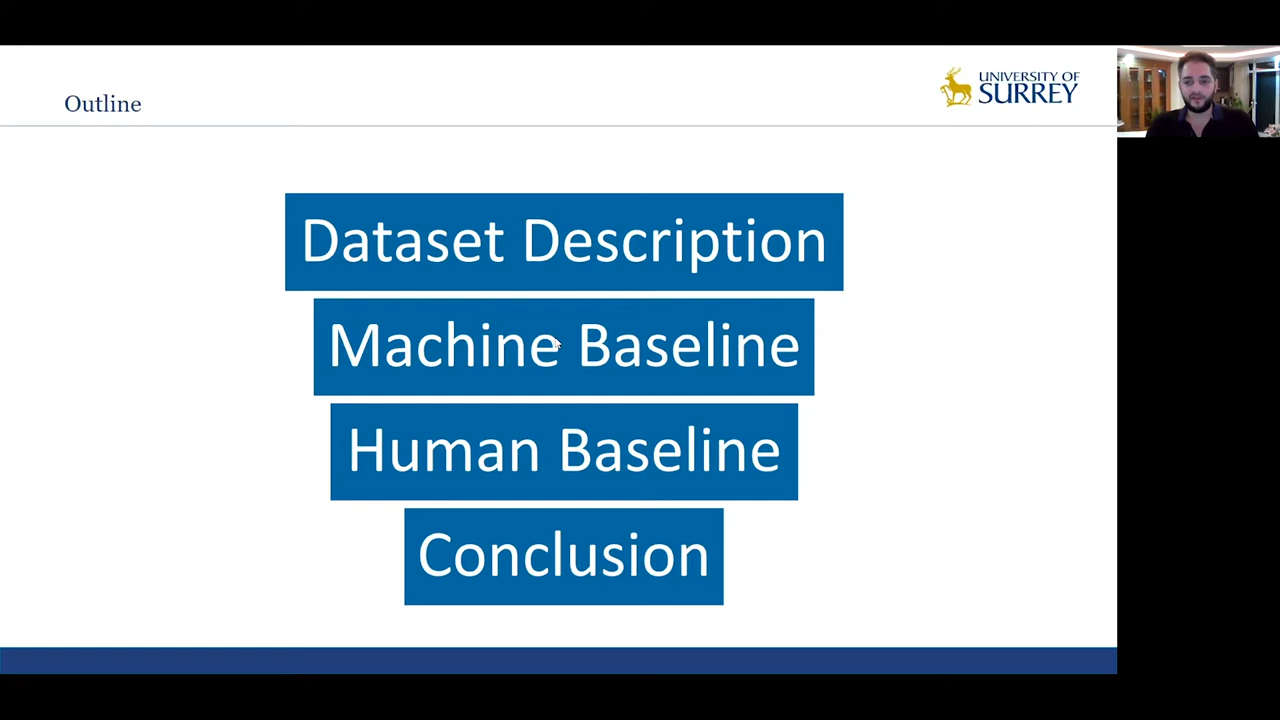 Outline
UNIVERSITY OF
SURREY
Dataset Description
Machine Baseline
Human Baseline
Conclusion